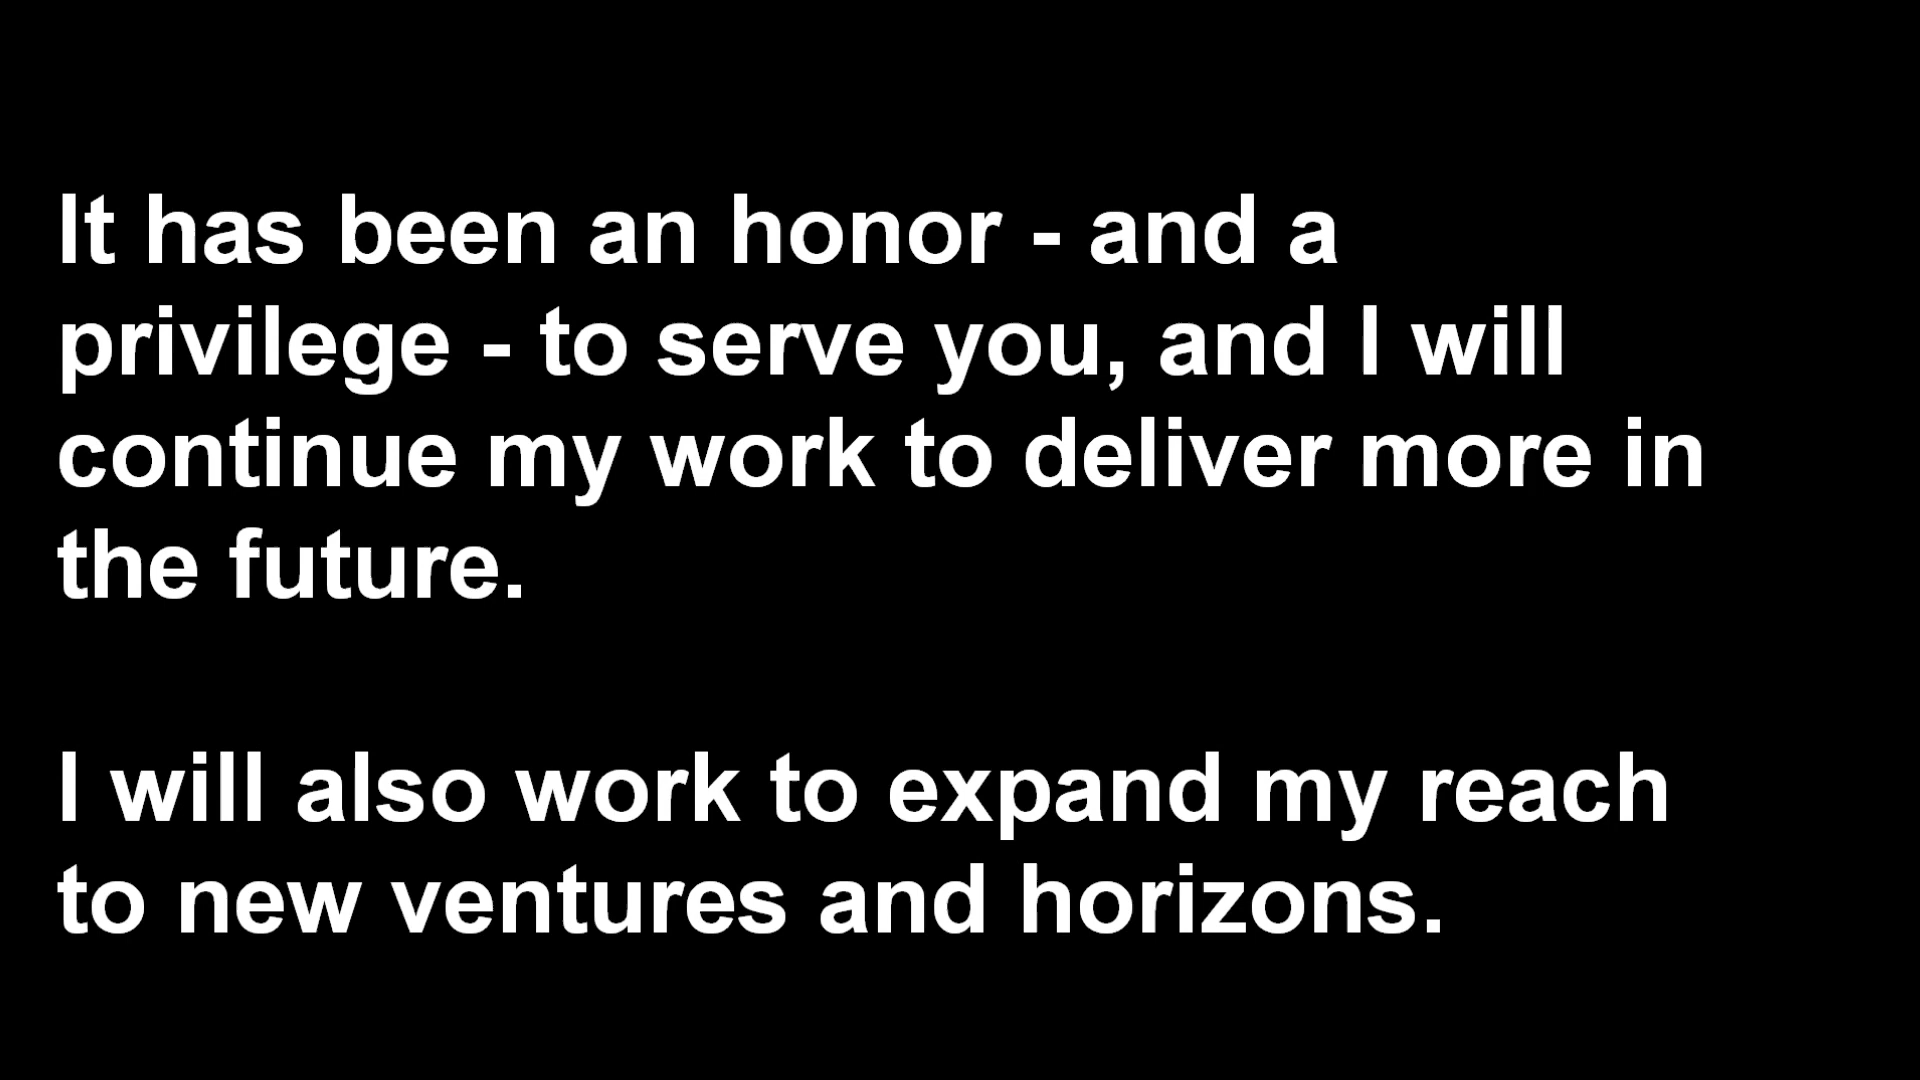 It has been an honor - and a
privilege - to serve you, and I will
continue my work to deliver more in
the future.
I will also work to expand my reach
to new ventures and horizons.